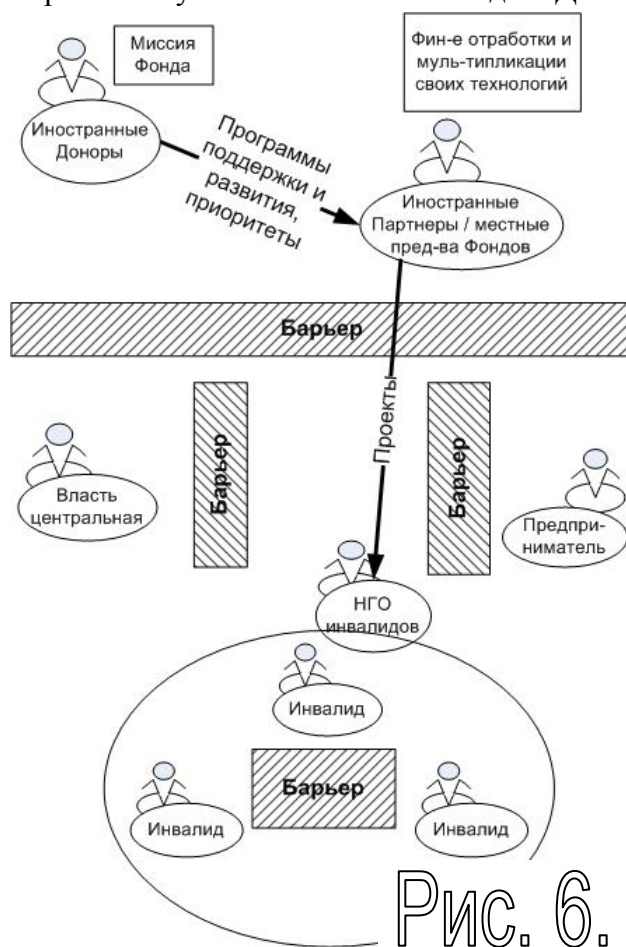 Миссия
Фонда
Фин-е отработки и
муль-типликации
своих технологий
Иностранные
Доноры
Программы
поддержки и
развития,
приоритеты
Иностранные
Партнеры / местные
пред-ва Фондов
Барьер
Проекты
Барьер
Барьер
Власть
центральная
Предпри-
ниматель
НГО
инвалидов
Инвалид
Барьер
Инвалид
Инвалид
Рис. 6.